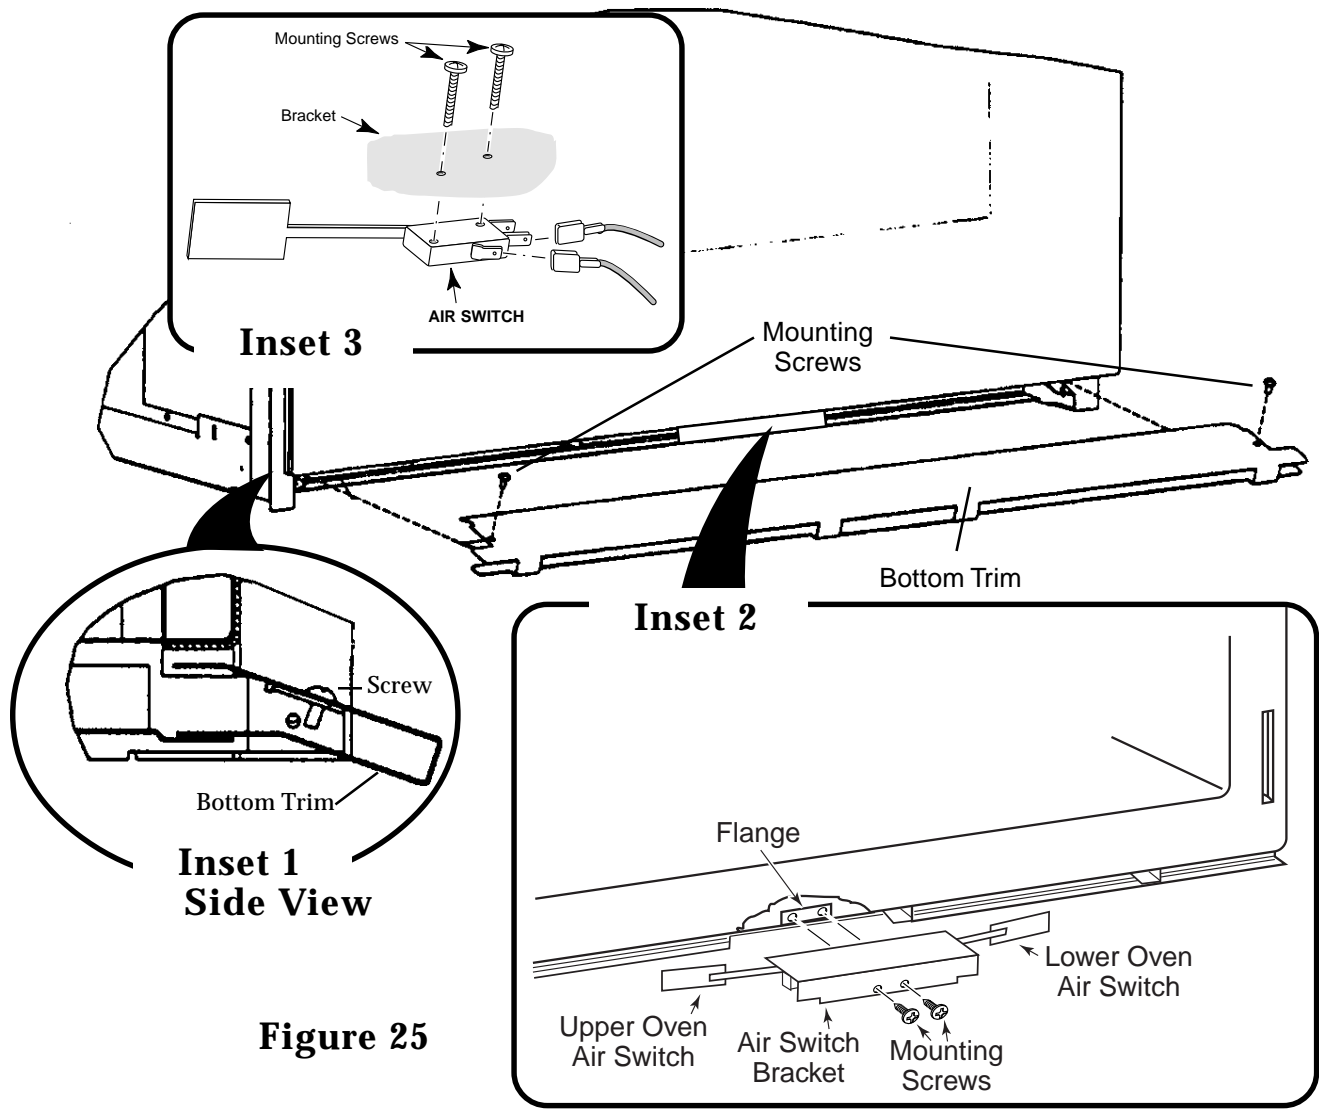 Mounting Screws
Bracket
AIR SWITCH
Inset 3
Mounting
Screws
Bottom Trim
Inset 2
Screw
Bottom Trim
Inset 1
Side View
Flange
Lower Oven
Air Switch
Upper Oven
Air Switch
Air Switch
Bracket
Mounting
Screws
Figure 25